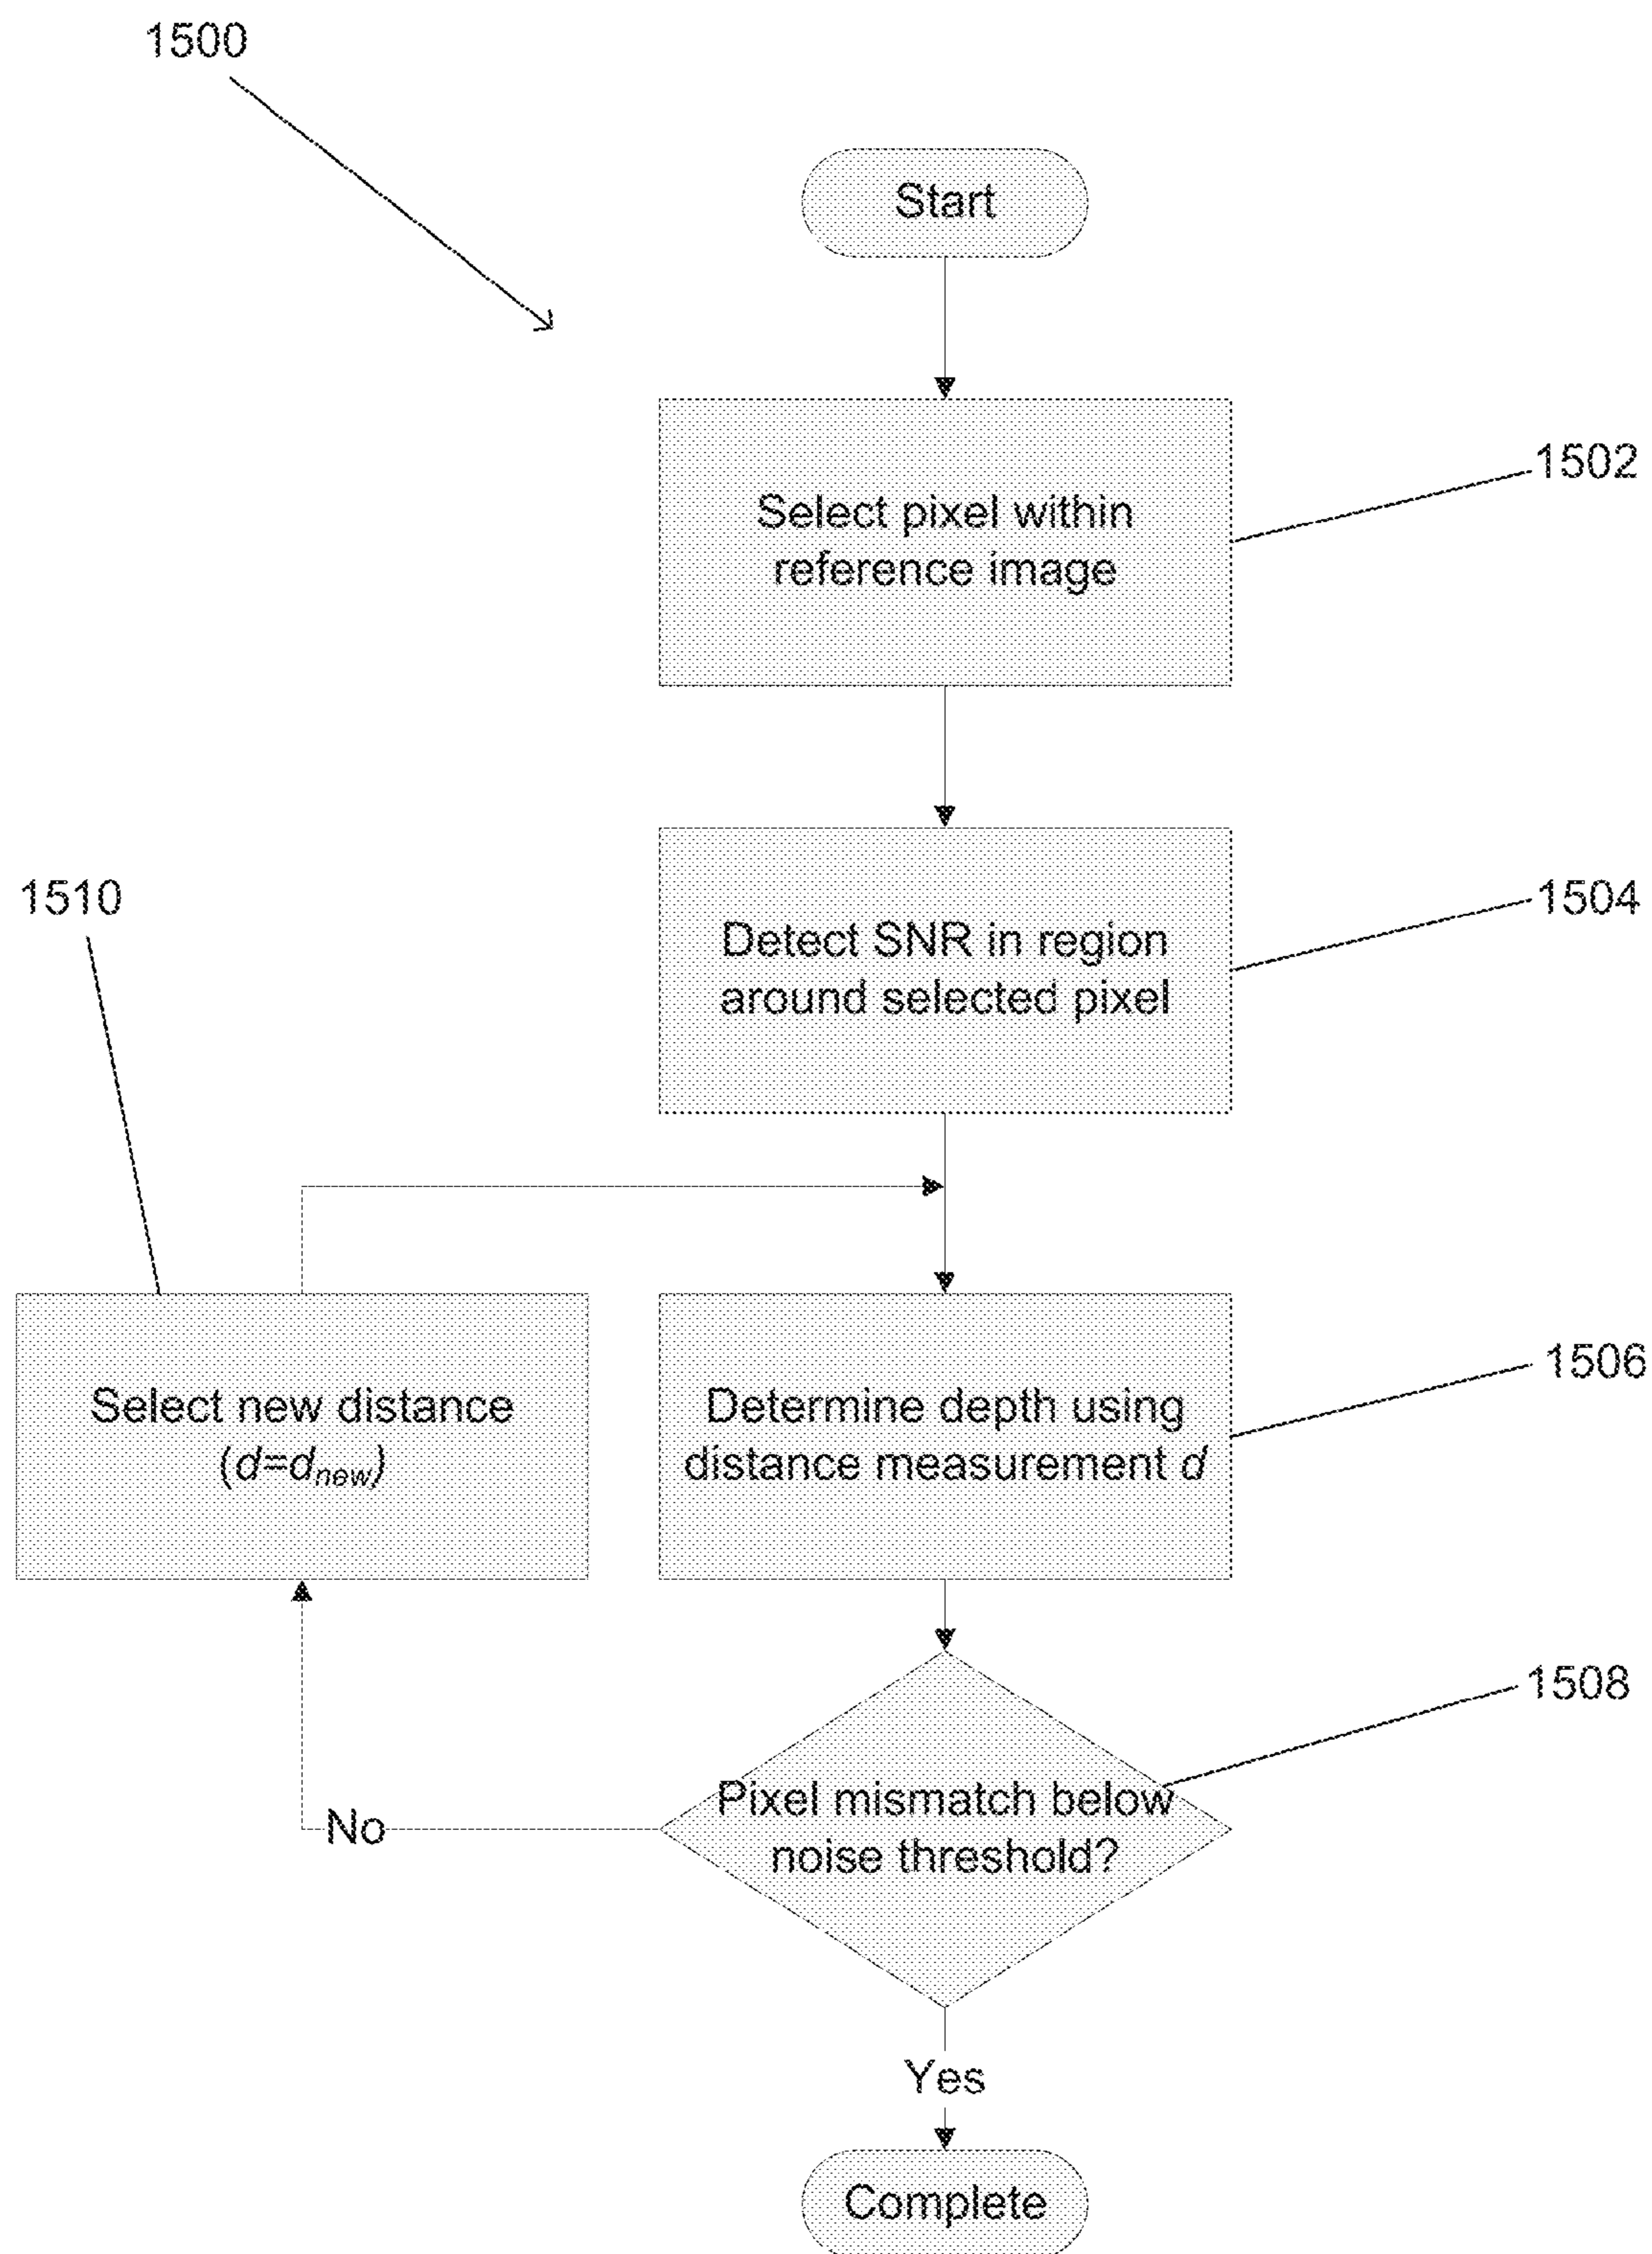 1500
Start
Select pixel within
reference image
1502
Detect SNR in region
around selected pixel
1504
1510
Select new distance
(d=dnew)
Determine depth using
distance measurement d
1506
Pixel mismatch below
noise threshold?
1508
No
Yes
Complete